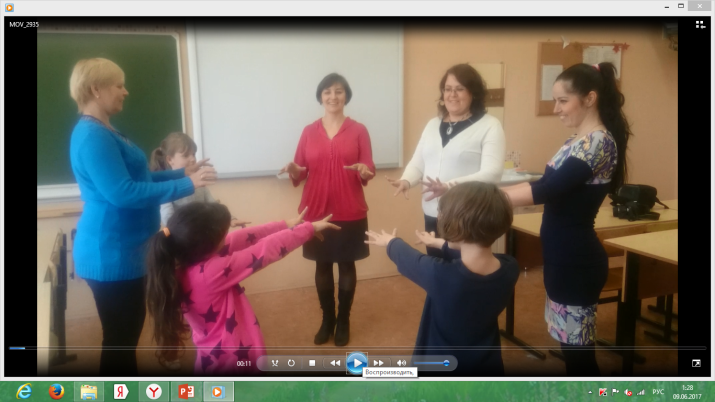 MOV_2935
00:11
Воспроизводить,
РУС
1:28
09.06.2017